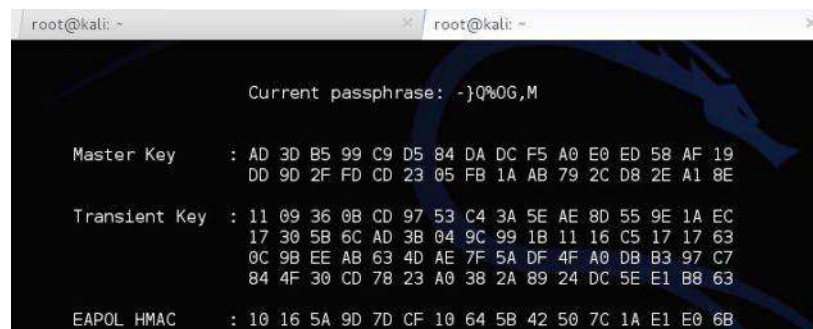 root@kali: ~ × root@kali: ~ ×
Current passphrase: -}Q%OG,M
Master Key : AD 3D B5 99 C9 D5 84 DA DC F5 A0 E0 ED 58 AF 19
DD 9D 2F FD CD 23 05 FB 1A AB 79 2C D8 2E A1 8E
Transient Key : 11 09 36 0B CD 97 53 C4 3A 5E AE 8D 55 9E 1A EC
17 30 5B 6C AD 3B 04 9C 99 1B 11 16 C5 17 17 63
0C 9B EE AB 63 4D AE 7F 5A DF 4F A0 DB B3 97 C7
84 4F 30 CD 78 23 A0 38 2A 89 24 DC 5E E1 B8 63
EAPOL HMAC : 10 16 5A 9D 7D CF 10 64 5B 42 50 7C 1A E1 E0 6B